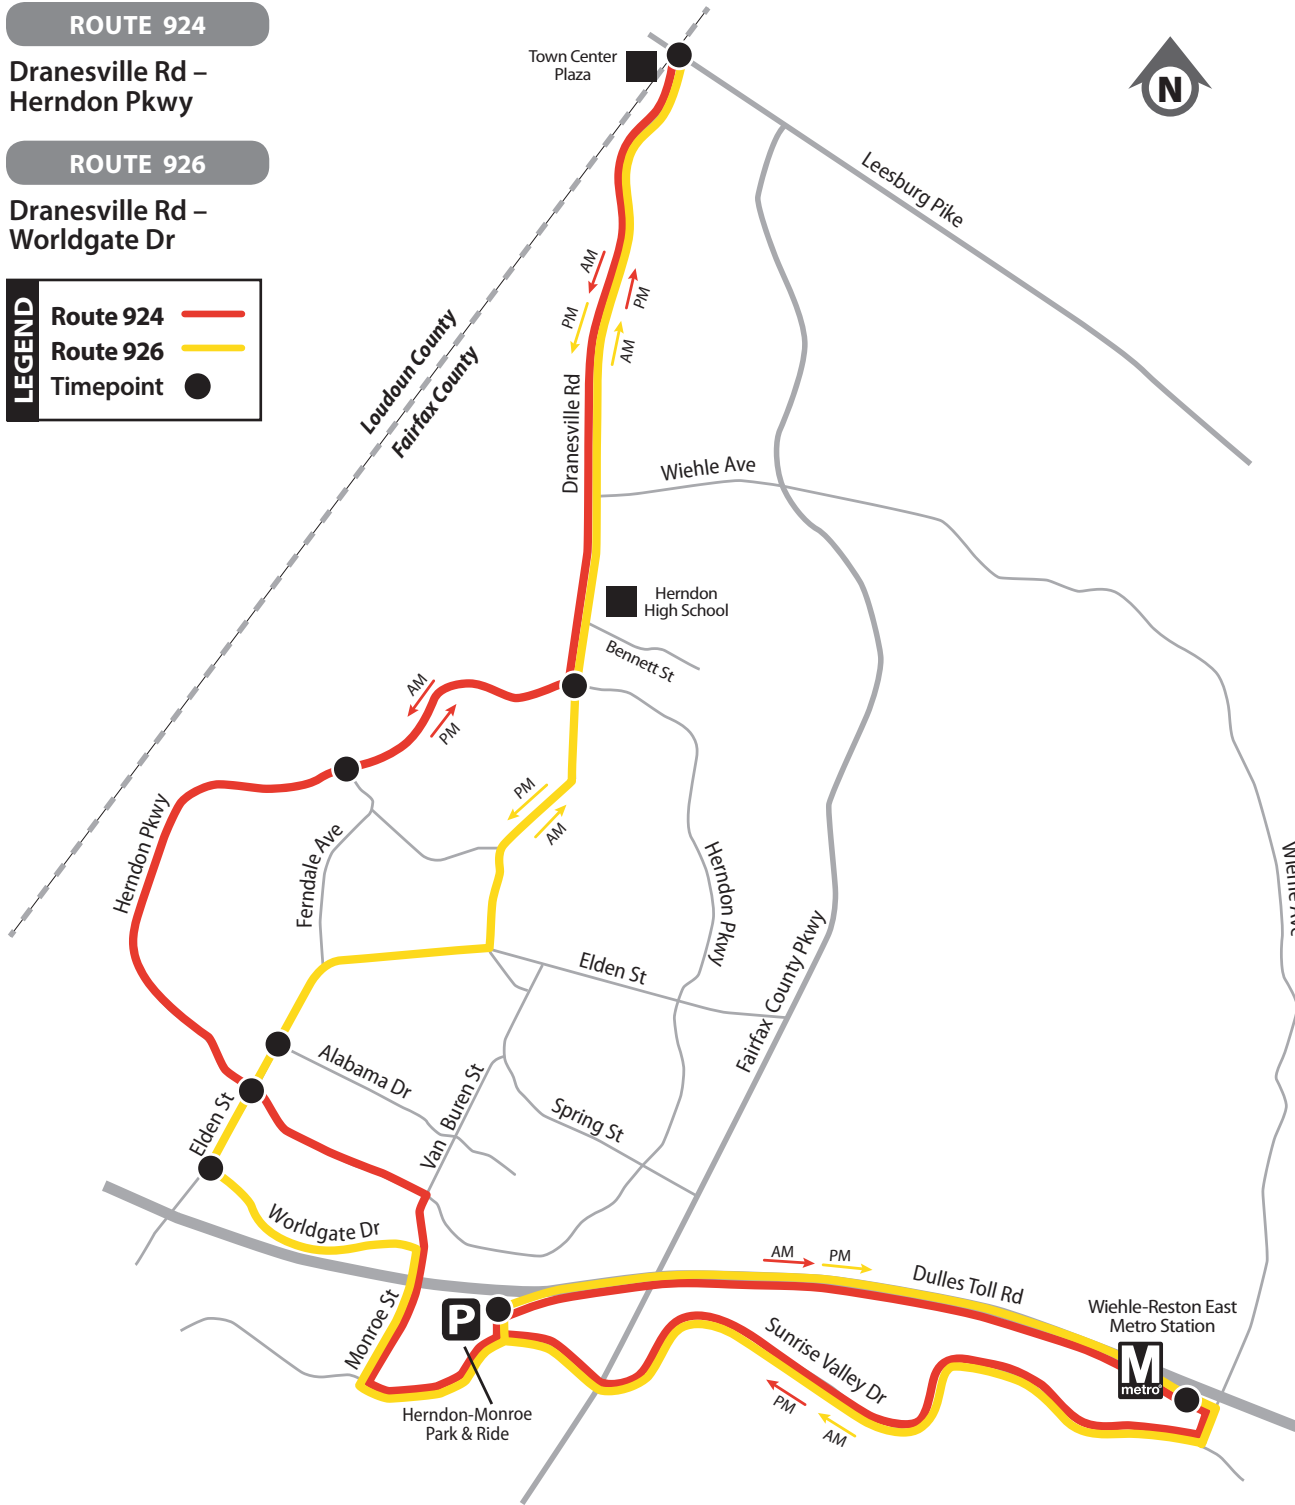 ROUTE 924
Dranesville Rd –
Herndon Pkwy
ROUTE 926
Dranesville Rd –
Worldgate Dr
LEGEND
Route 924
Route 926
Timepoint
Town Center
Plaza
N
Leesburg Pike
AM
PM
PM
AM
Loudoun County
Fairfax County
Dranesville Rd
Wiehle Ave
Herndon
High School
Bennett St
AM
PM
PM
AM
Herndon Pkwy
Ferndale Ave
Herndon Pkwy
Wiehle Ave
Elden St
Fairfax County Pkwy
Alabama Dr
Van Buren St
Spring St
Elden St
Worldgate Dr
Monroe St
AM
PM
Dulles Toll Rd
P
Wiehle-Reston East
Metro Station
M
metro
Sunrise Valley Dr
PM
AM
Herndon-Monroe
Park & Ride